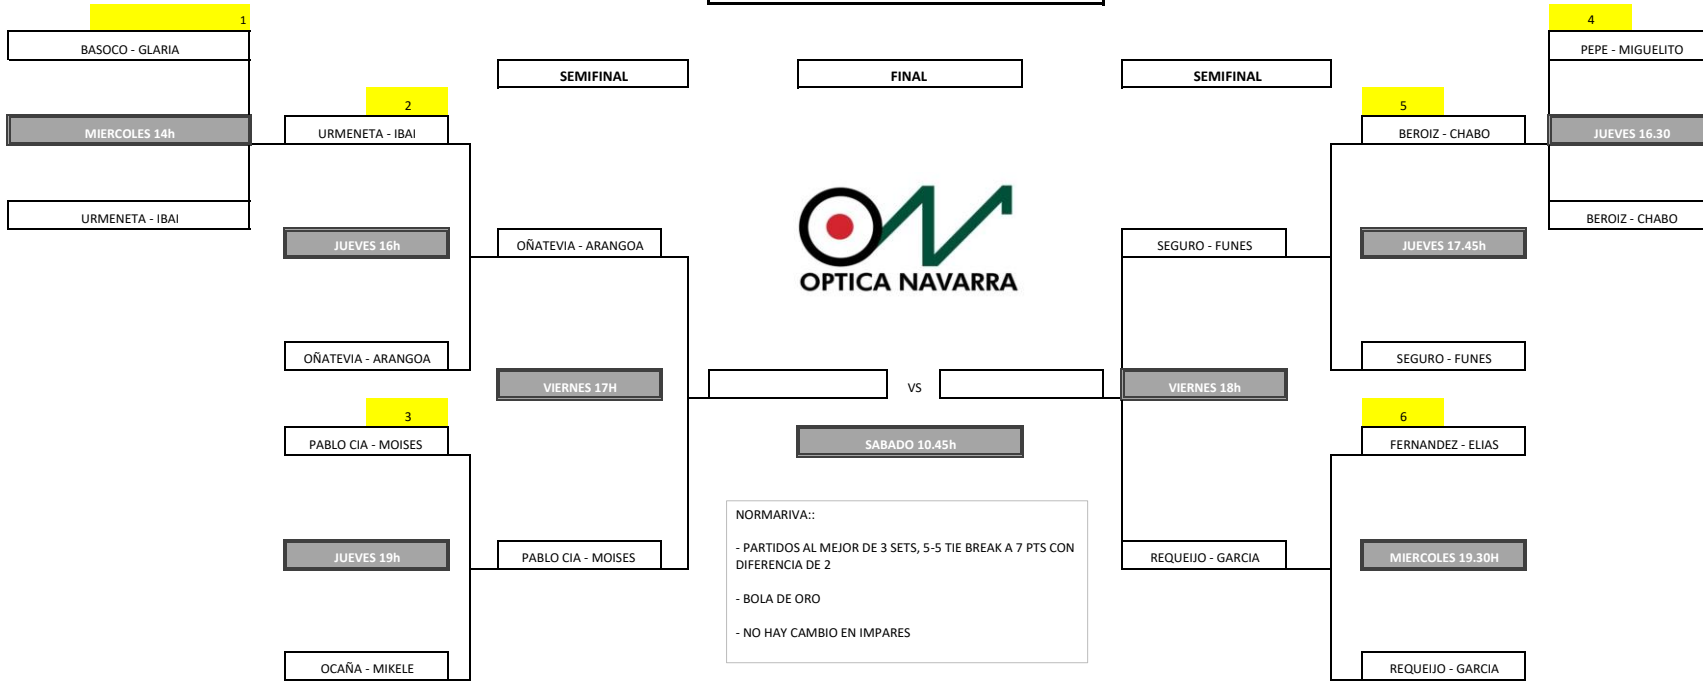 1
4
BASOCO - GLARIA
PEPE - MIGUELITO
SEMIFINAL
FINAL
SEMIFINAL
2
5
MIERCOLES 14h
URMENETA - IBAI
BEROIZ - CHABO
JUEVES 16.30
URMENETA - IBAI
BEROIZ - CHABO
JUEVES 16h
OÑATEVIA - ARANGOA
SEGURO - FUNES
JUEVES 17.45h
OPTICA NAVARRA
OÑATEVIA - ARANGOA
SEGURO - FUNES
VIERNES 17H
VS
VIERNES 18h
3
6
PABLO CIA - MOISES
SABADO 10.45h
FERNANDEZ - ELIAS
NORMARIVA::
- PARTIDOS AL MEJOR DE 3 SETS, 5-5 TIE BREAK A 7 PTS CON
DIFERENCIA DE 2
- BOLA DE ORO
- NO HAY CAMBIO EN IMPARES
JUEVES 19h
PABLO CIA - MOISES
REQUEIJO - GARCIA
MIERCOLES 19.30H
OCAÑA - MIKELE
REQUEIJO - GARCIA